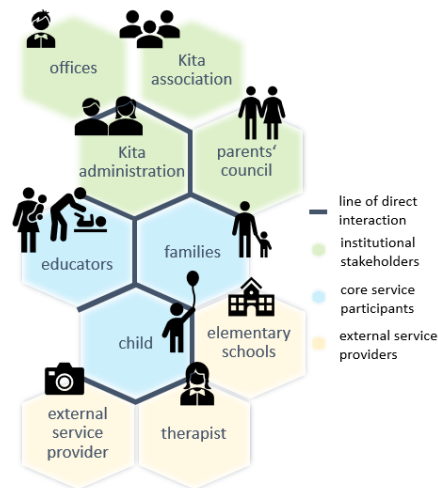 offices
Kita
association
Kita
administration
parents‘
council
educators
families
child
elementary
schools
external
service
provider
therapist
line of direct
interaction
institutional
stakeholders
core service
participants
external service
providers